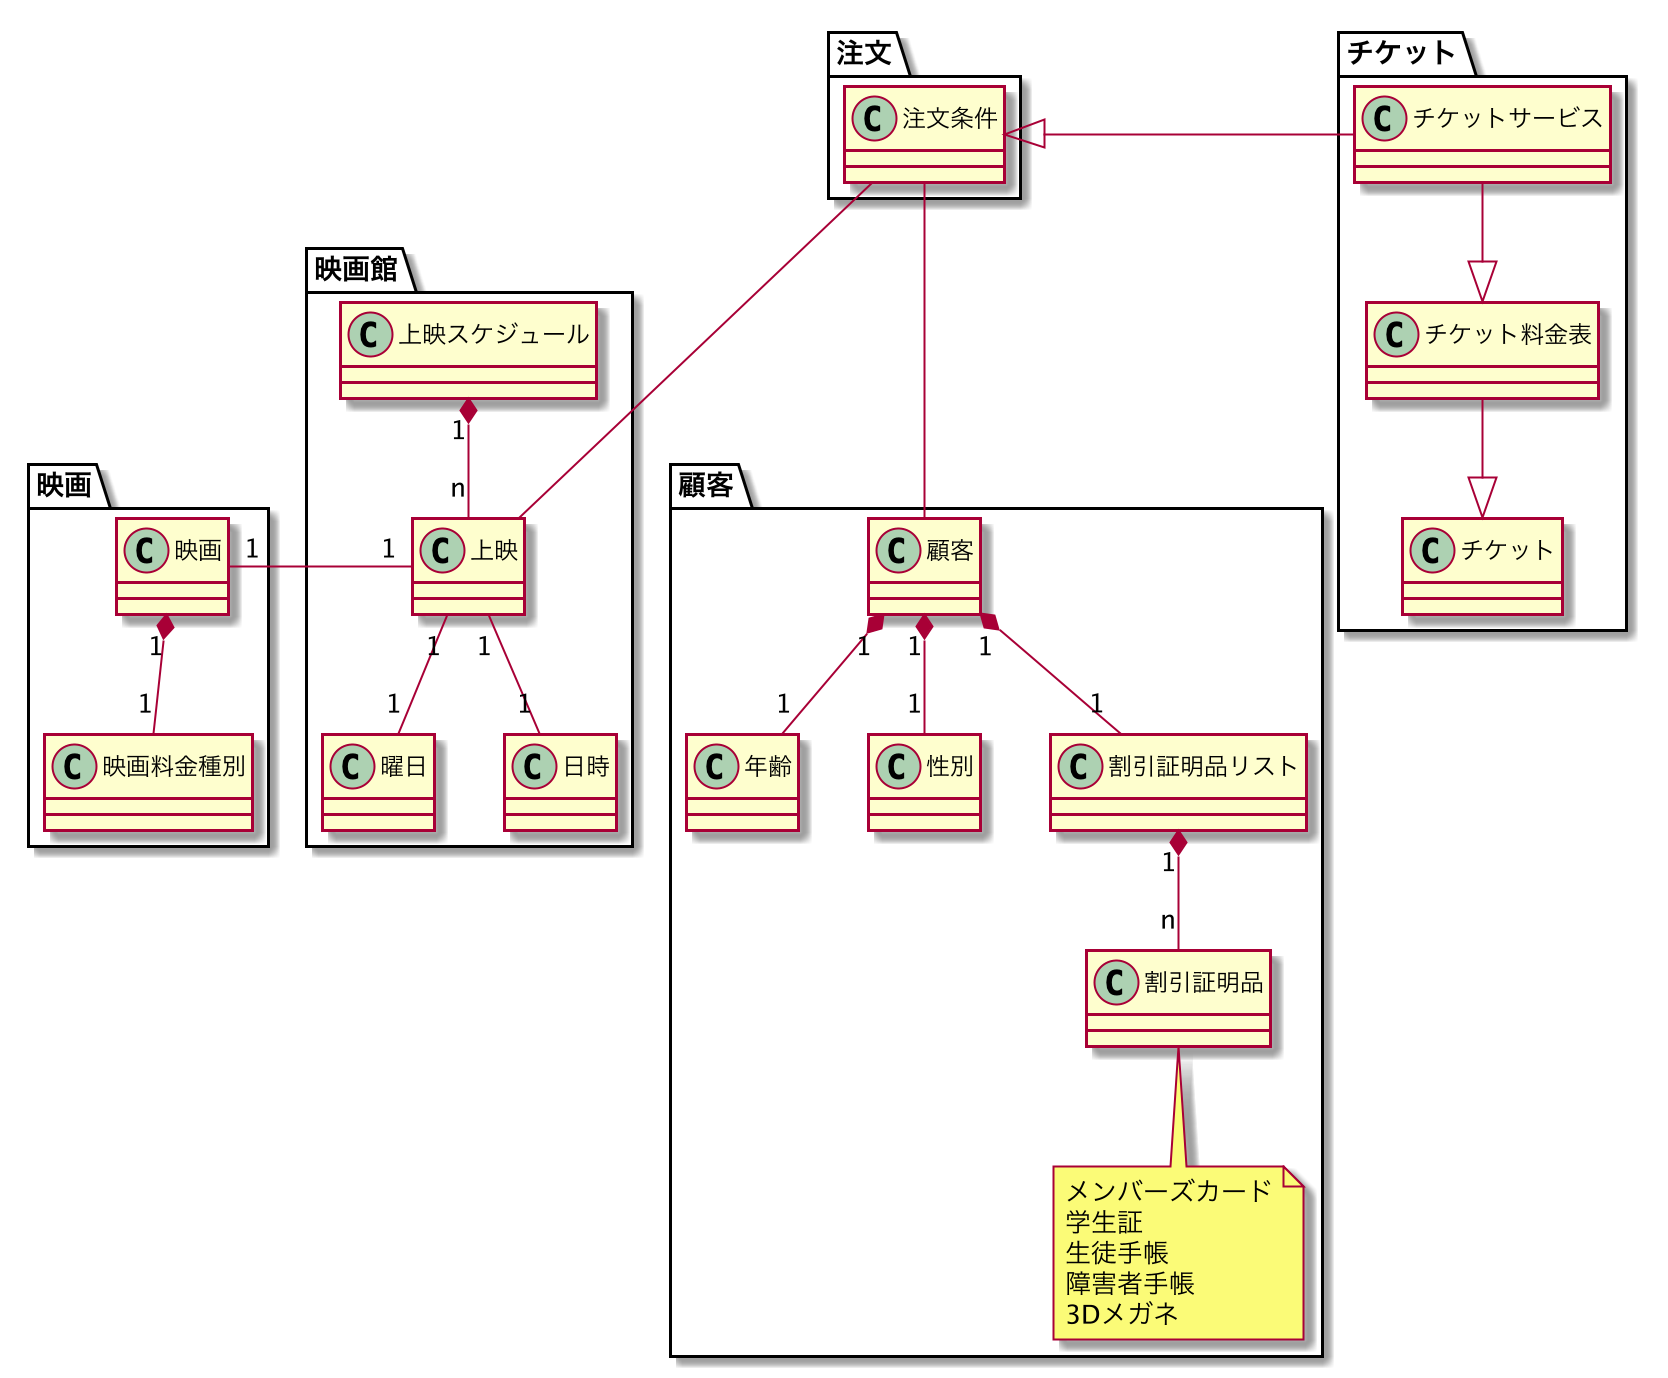 注文
C 注文条件
チケット
C チケットサービス
C チケット料金表
C チケット
映画館
C 上映スケジュール
1
n
C 上映
1
1
1
1
C 曜日
C 日時
映画
C 映画
1
1
1
1
C 映画料金種別
顧客
C 顧客
1
1
1
1
1
1
C 年齢
C 性別
C 割引証明品リスト
1
n
C 割引証明品
メンバーズカード
学生証
生徒手帳
障害者手帳
3Dメガネ